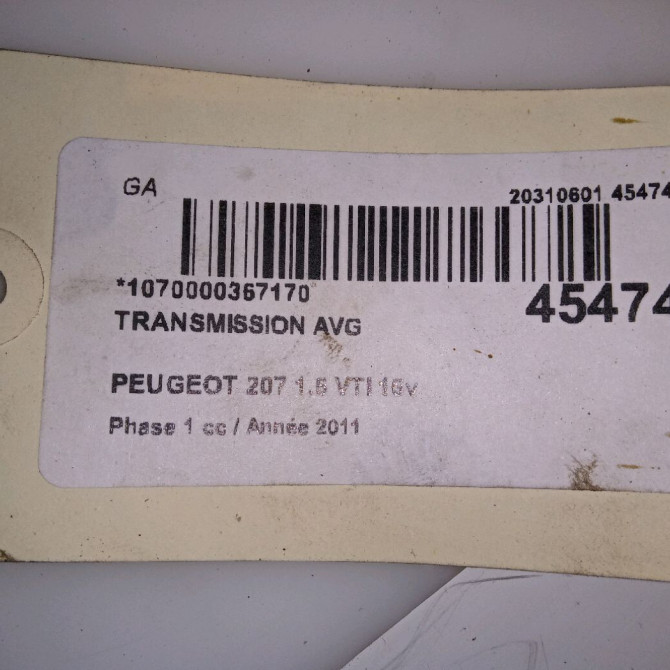 GA
20310601 45474
*1070000367170
45474
TRANSMISSION AVG
PEUGEOT 207 1.6 VTI 16v
Phase 1 cc / Année 2011